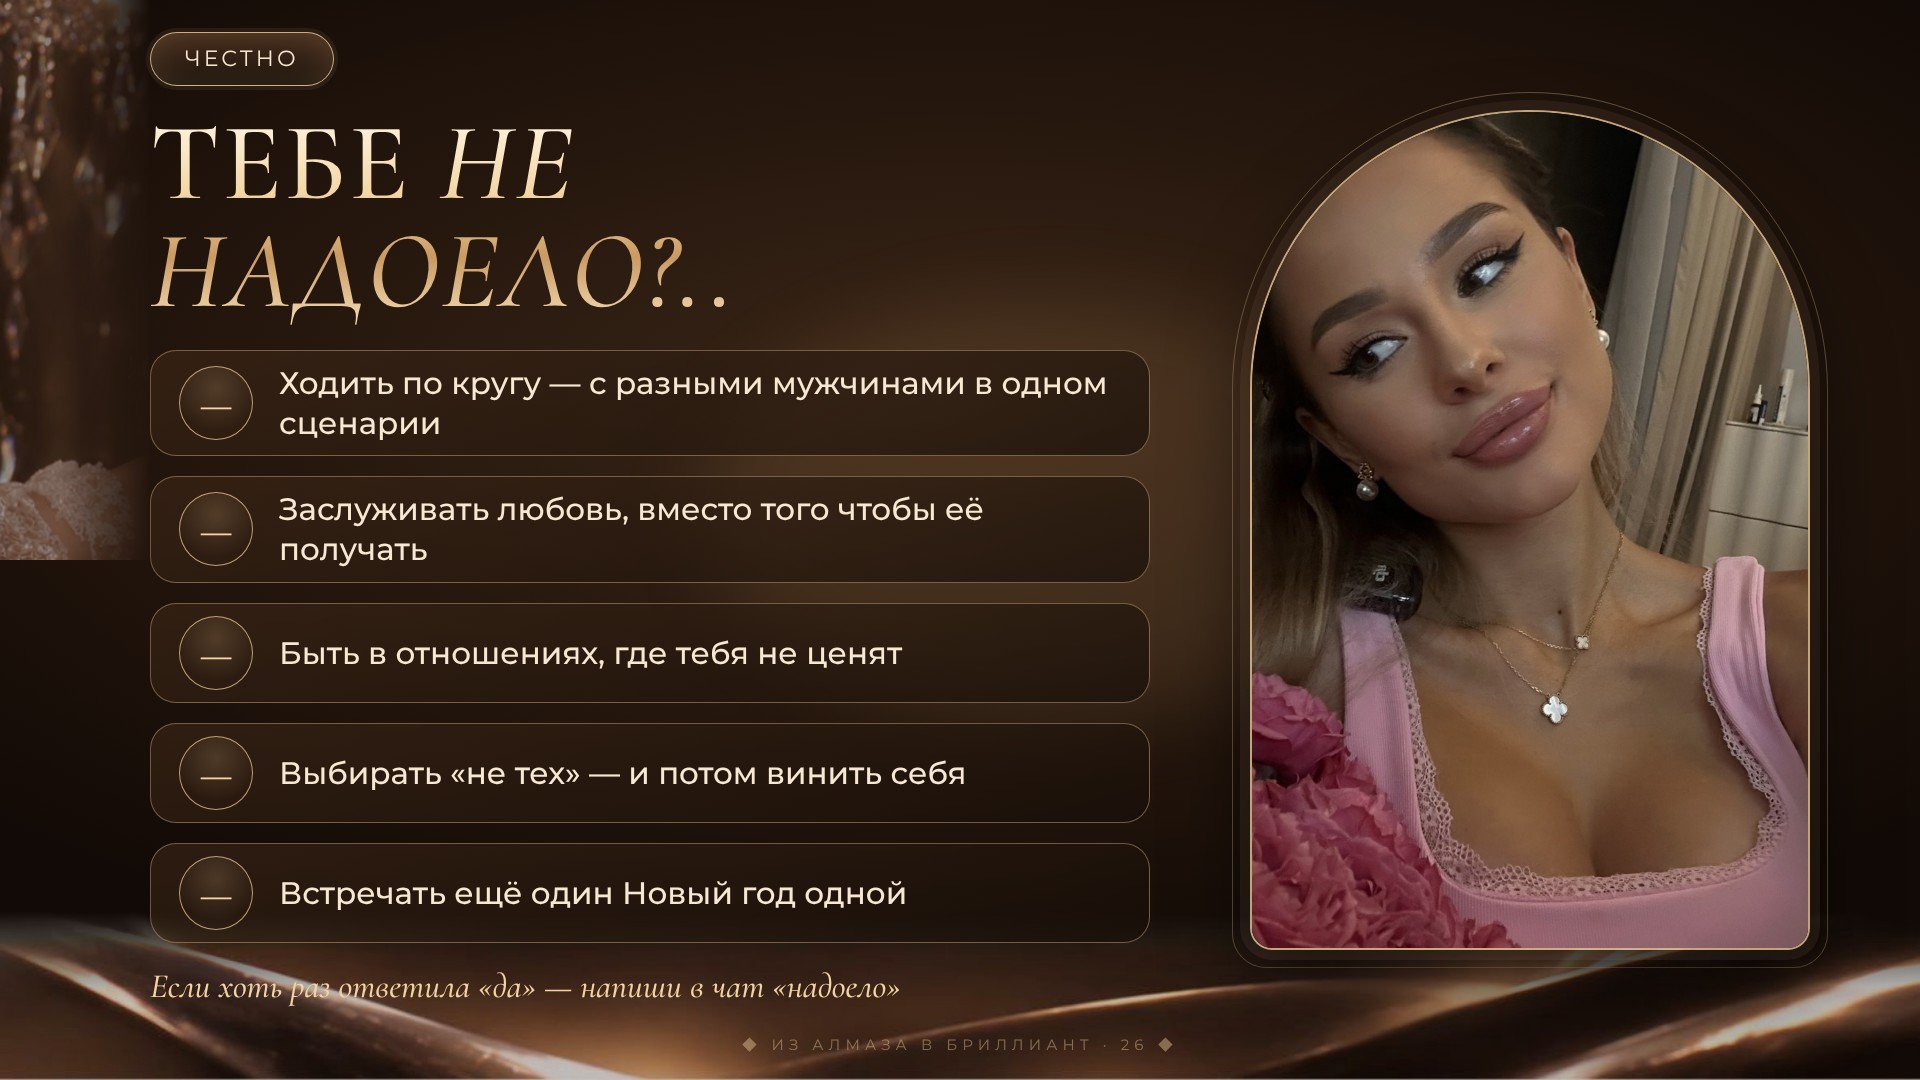 ЧЕСТНО
ТЕБЕ НЕ
НАДОЕЛО?..
— Ходить по кругу — с разными мужчинами в одном
сценарии
— Заслуживать любовь, вместо того чтобы её
получать
— Быть в отношениях, где тебя не ценят
— Выбирать «не тех» — и потом винить себя
— Встречать ещё один Новый год одной
Если хоть раз ответила «да» — напиши в чат «надоело»
◆ ИЗ АЛМАЗА В БРИЛЛИАНТ · 26 ◆